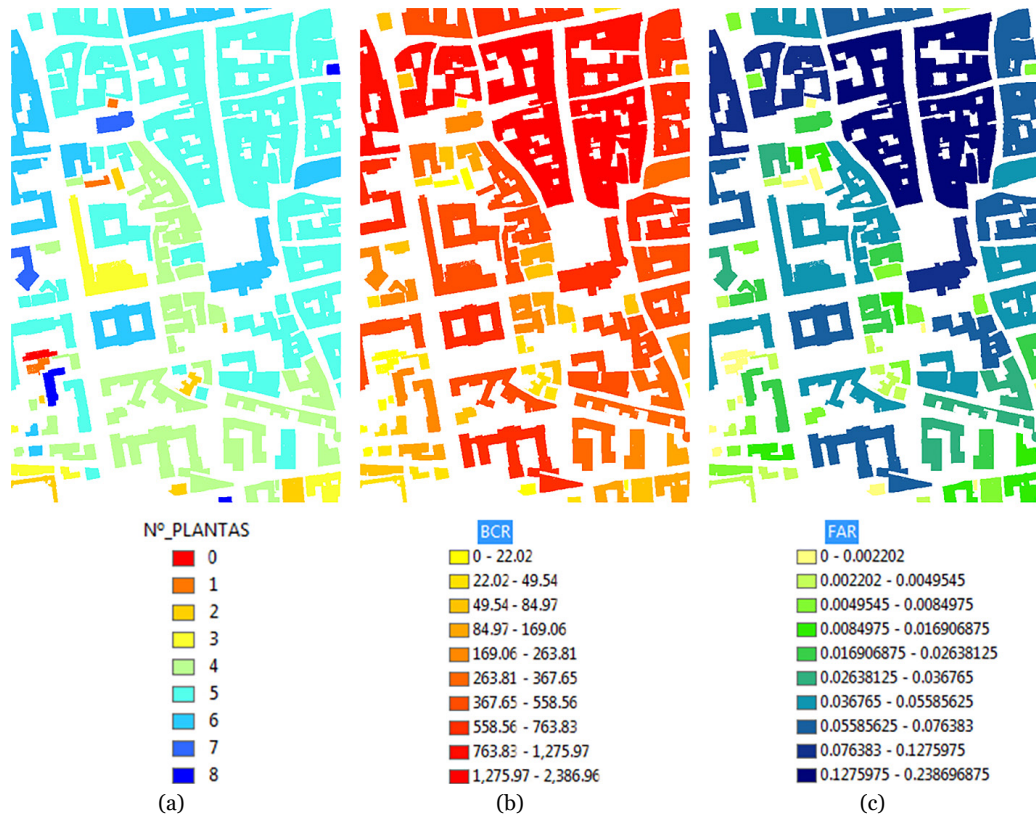 Nº_PLANTAS
0
1
2
3
4
5
6
7
8
(a)
BCR
0 - 22.02
22.02 - 49.54
49.54 - 84.97
84.97 - 169.06
169.06 - 263.81
263.81 - 367.65
367.65 - 558.56
558.56 - 763.83
763.83 - 1,275.97
1,275.97 - 2,386.96
(b)
FAR
0 - 0.002202
0.002202 - 0.0049545
0.0049545 - 0.0084975
0.0084975 - 0.016906875
0.016906875 - 0.02638125
0.02638125 - 0.036765
0.036765 - 0.05585625
0.05585625 - 0.076383
0.076383 - 0.1275975
0.1275975 - 0.238696875
(c)